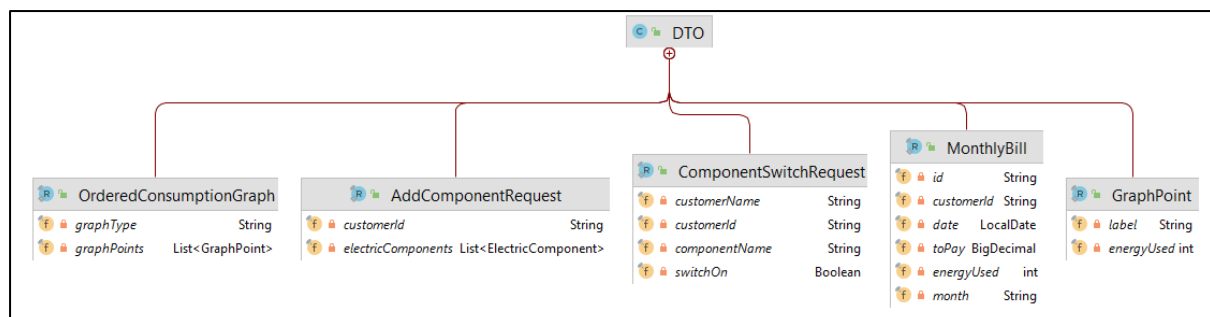 C DTO
R OrderedConsumptionGraph
f graphType String
f graphPoints List<GraphPoint>
R AddComponentRequest
f customerId String
f electricComponents List<ElectricComponent>
R ComponentSwitchRequest
f customerName String
f customerId String
f componentName String
f switchOn Boolean
R MonthlyBill
f id String
f customerId String
f date LocalDate
f toPay BigDecimal
f energyUsed int
f month String
R GraphPoint
f label String
f energyUsed int